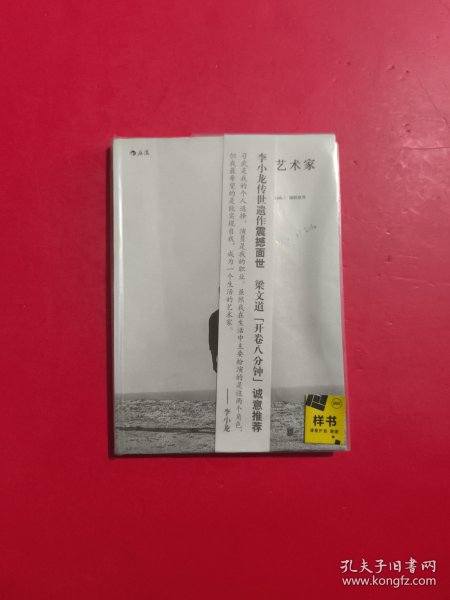 后浪
艺术家
李小龙传世遗作震撼面世 梁文道「开卷八分钟」诚意推荐
习武是我的个人选择，演员是我的职业。虽然我在生活中主要扮演的是这两个角色，
但我最希望的是能实现自我，成为一个生活的艺术家。
——李小龙
样书
孔夫子旧书网
www.kongfz.com